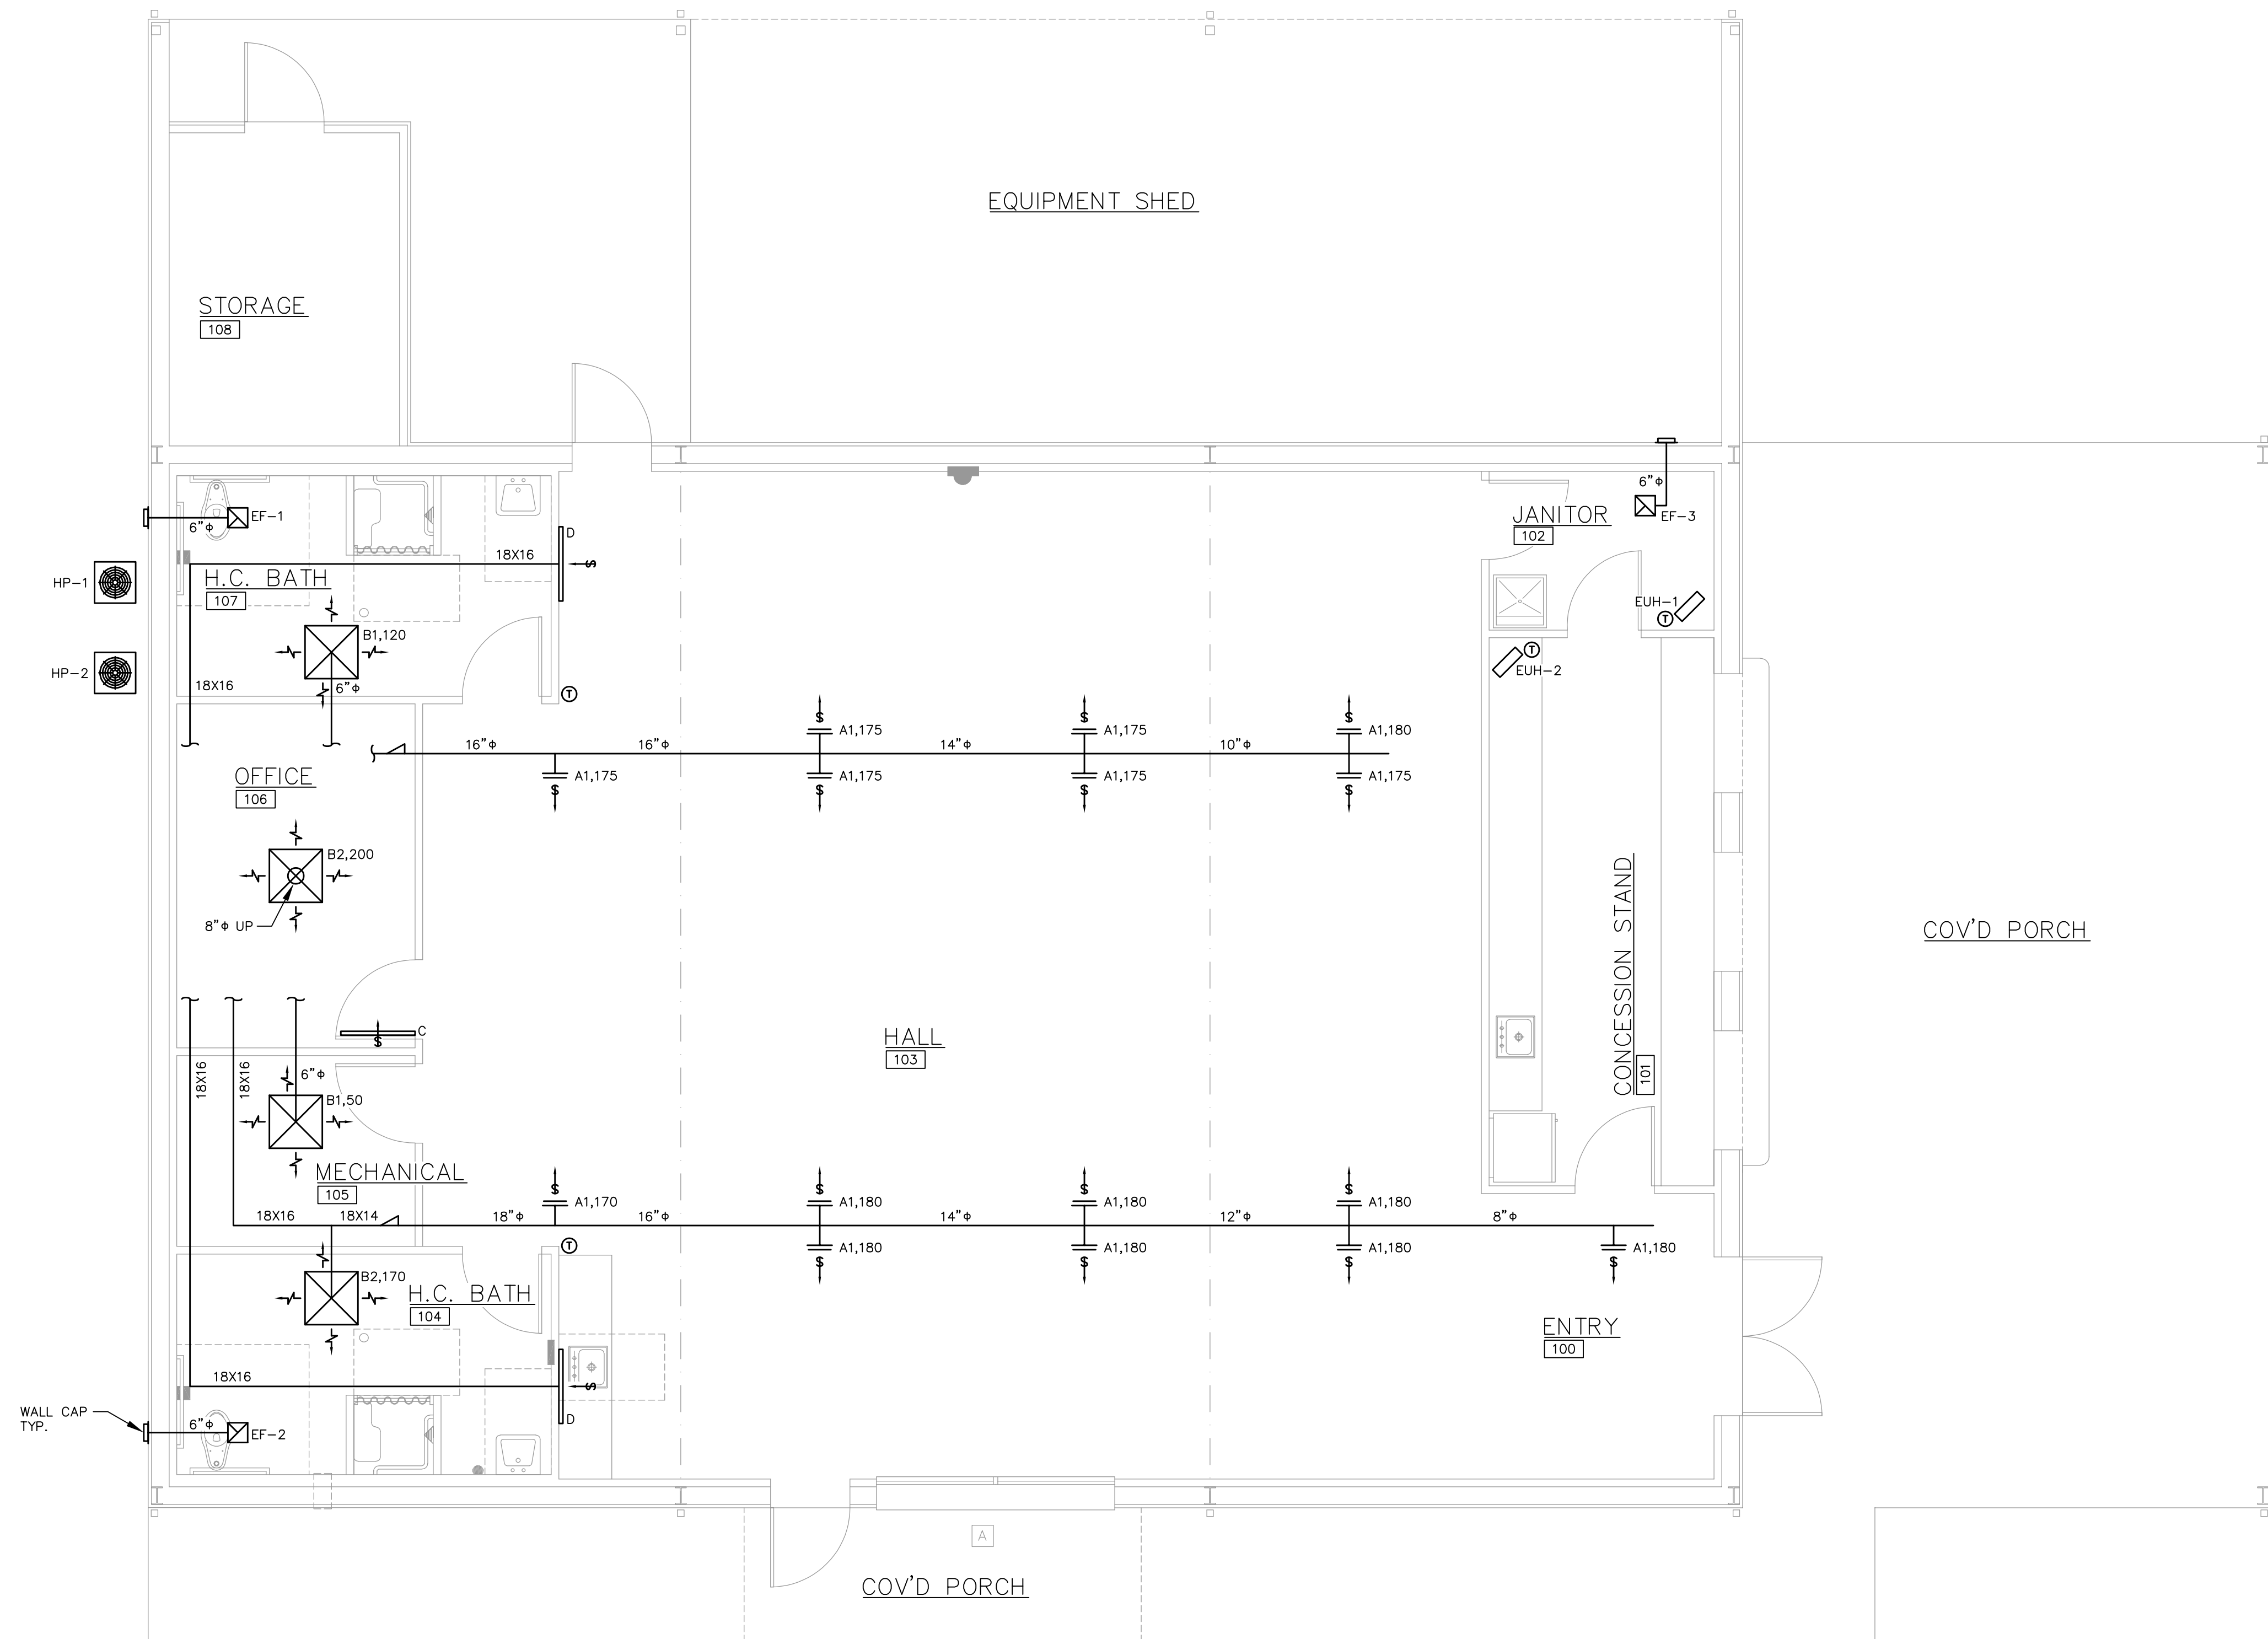 EQUIPMENT SHED
STORAGE
108
6"ϕ
EF-1
6"ϕ
JANITOR
102
EF-3
D
18X16
$
HP-1
H.C. BATH
107
EUH-1
T
B1,120
T
EUH-2
HP-2
18X16
6"ϕ
T
A1,175
$
A1,175
$
A1,180
$
16"ϕ
16"ϕ
14"ϕ
10"ϕ
OFFICE
106
A1,175
$
A1,175
$
A1,175
$
A1,175
$
B2,200
8"ϕ UP
CONCESSION STAND
101
COV'D PORCH
C
$
HALL
103
18X16
18X16
6"ϕ
B1,50
MECHANICAL
105
$
A1,170
$
A1,180
$
A1,180
$
A1,180
18X16
18X14
18"ϕ
16"ϕ
14"ϕ
12"ϕ
8"ϕ
T
A1,180
$
A1,180
$
A1,180
$
A1,180
$
B2,170
H.C. BATH
104
ENTRY
100
18X16
$
D
WALL CAP
TYP.
6"ϕ
EF-2
A
COV'D PORCH